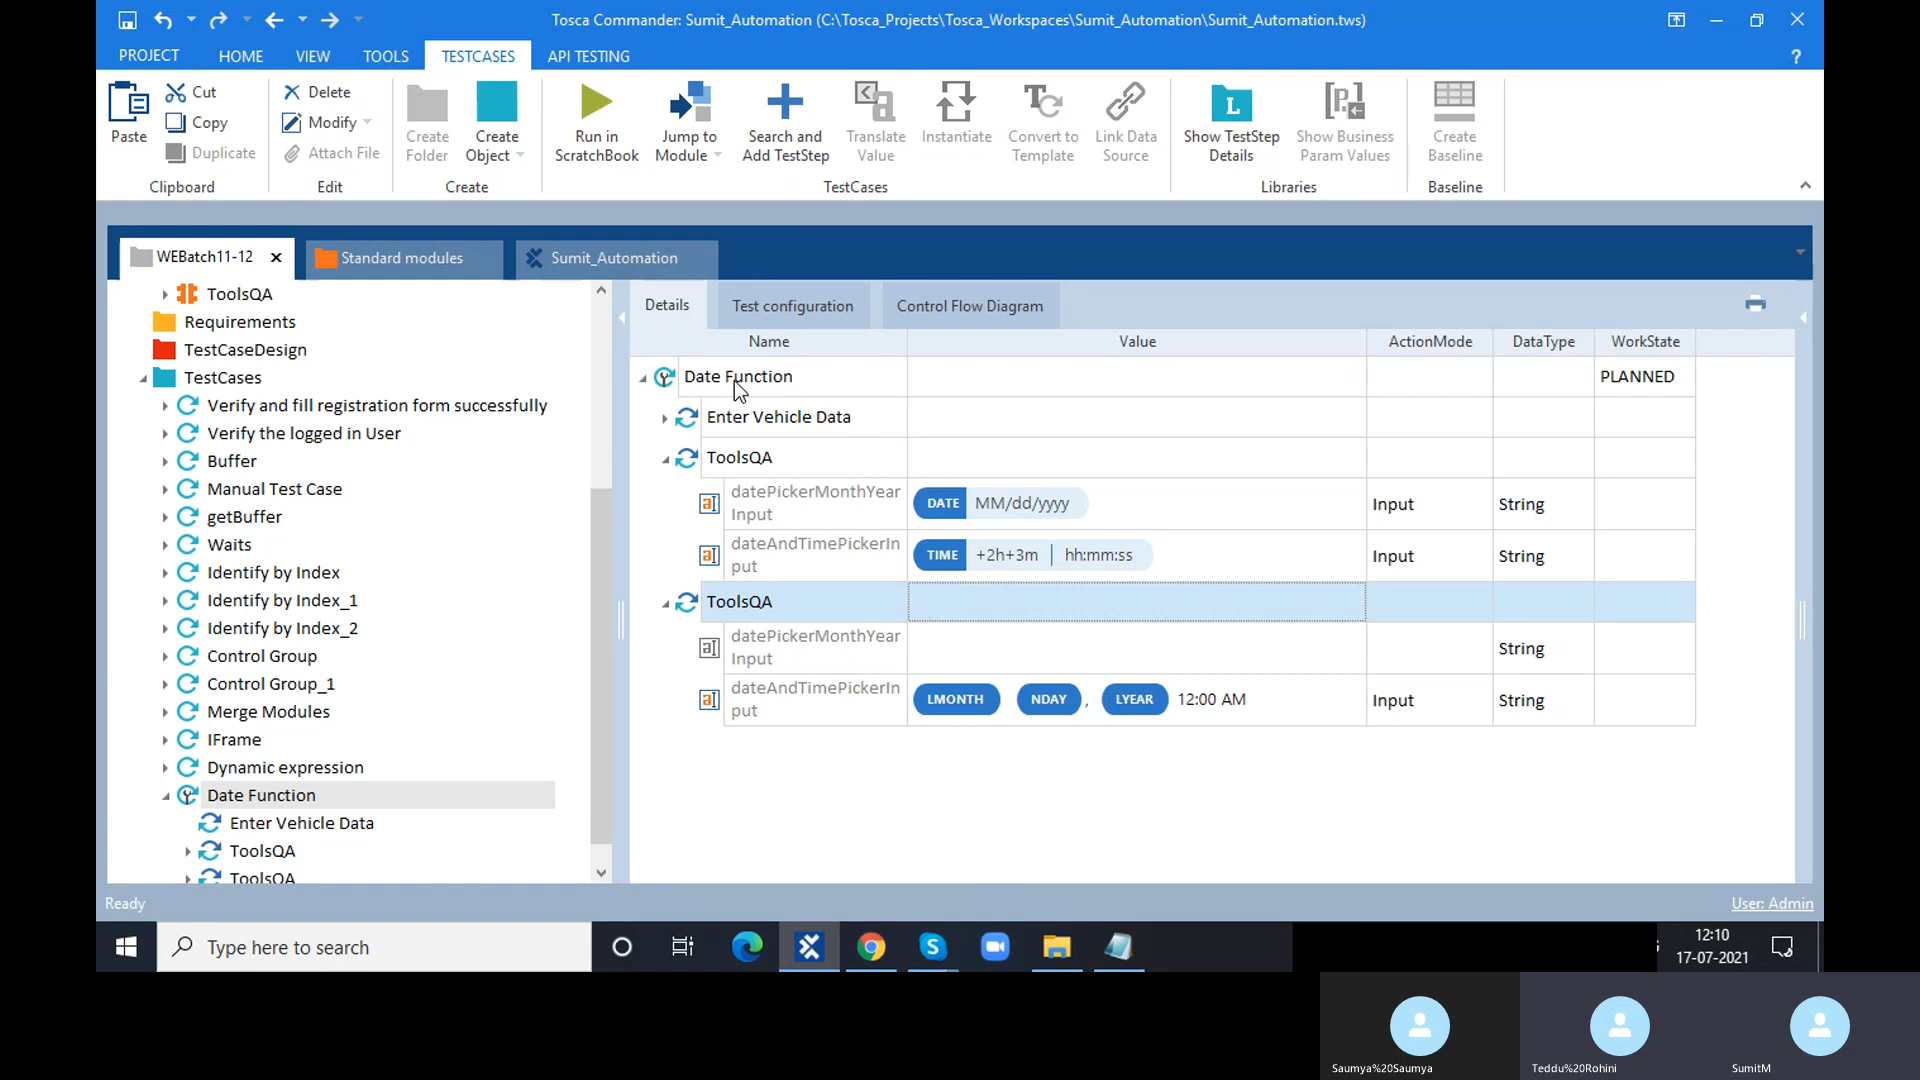 Tosca Commander: Sumit_Automation (C:\Tosca_Projects\Tosca_Workspaces\Sumit_Automation\Sumit_Automation.tws)
PROJECT HOME VIEW TOOLS TESTCASES API TESTING ?
Paste
Cut
Copy
Duplicate
Clipboard
Delete
Modify
Attach File
Edit
Create
Folder
Create
Object
Create
Run in
ScratchBook
Jump to
Module
Search and
Add TestStep
Translate
Value
Instantiate
Convert to
Template
Link Data
Source
TestCases
Show TestStep
Details
Show Business
Param Values
Libraries
Create
Baseline
Baseline
WEBatch11-12
Standard modules
Sumit_Automation
ToolsQA
Requirements
TestCaseDesign
TestCases
Verify and fill registration form successfully
Verify the logged in User
Buffer
Manual Test Case
getBuffer
Waits
Identify by Index
Identify by Index_1
Identify by Index_2
Control Group
Control Group_1
Merge Modules
IFrame
Dynamic expression
Date Function
Enter Vehicle Data
ToolsQA
ToolsQA
Details Test configuration Control Flow Diagram
Name Value ActionMode DataType WorkState
Date Function PLANNED
Enter Vehicle Data
ToolsQA
datePickerMonthYear
Input
DATE MM/dd/yyyy Input String
dateAndTimePickerIn
put
TIME +2h+3m hh:mm:ss Input String
ToolsQA
datePickerMonthYear
Input
String
dateAndTimePickerIn
put
LMONTH NDAY , LYEAR 12:00 AM Input String
Ready
User: Admin
Type here to search
12:10
17-07-2021
Saumya%20Saumya
Teddu%20Rohini
SumitM